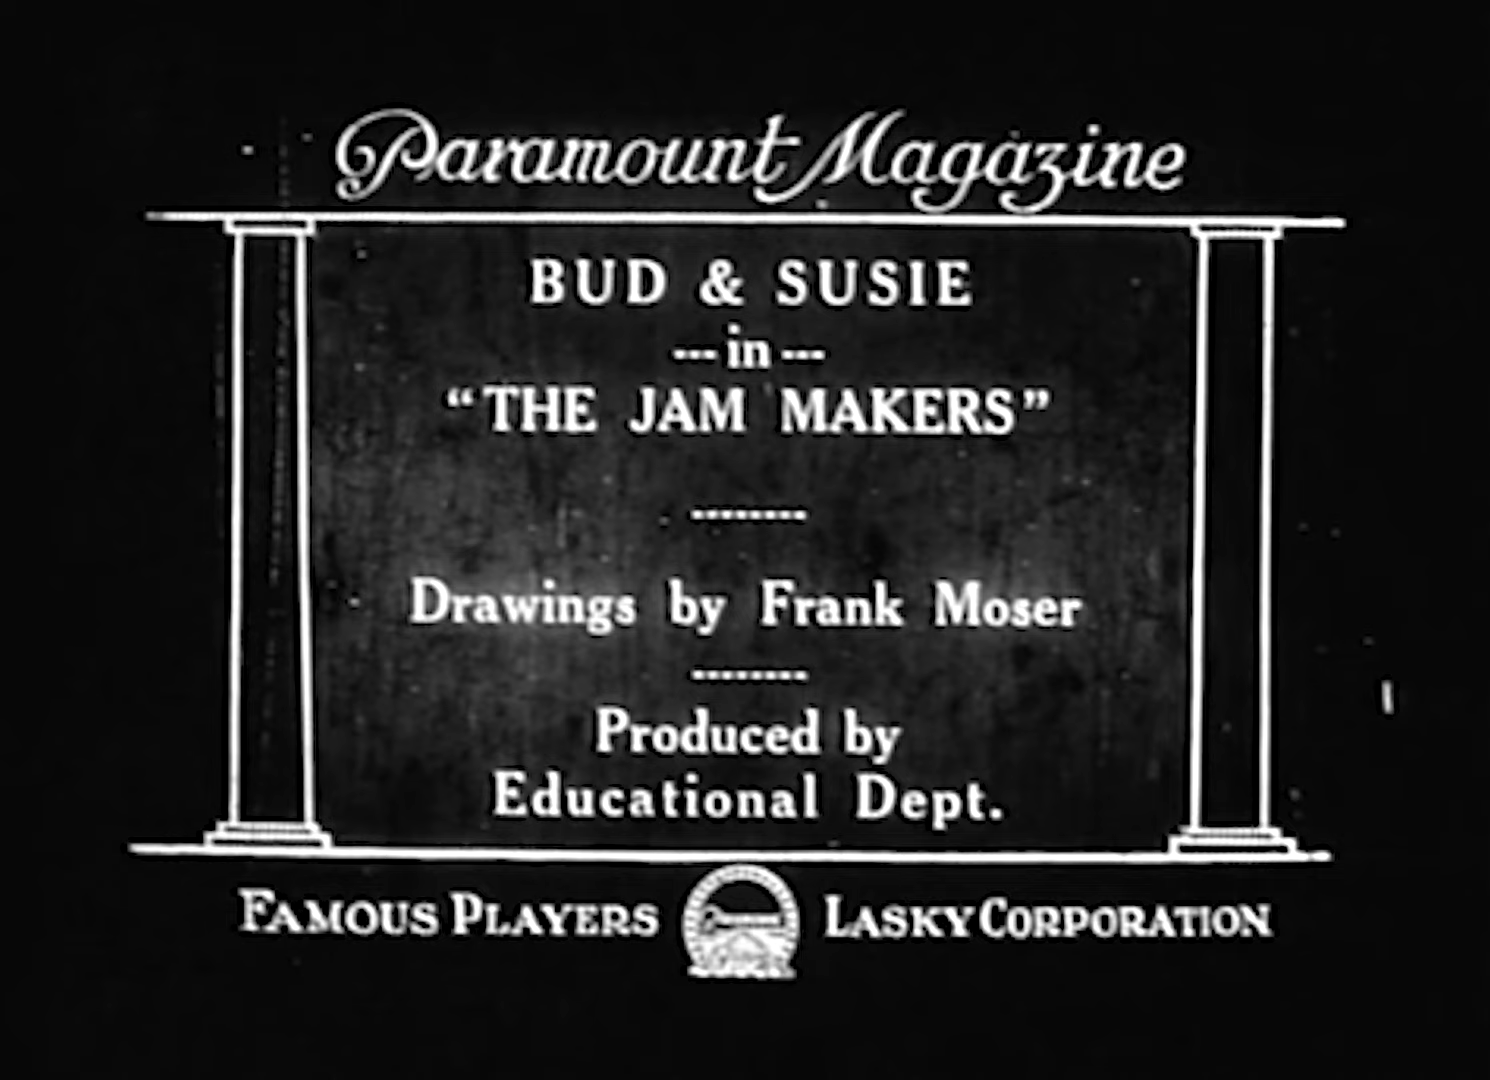 Paramount Magazine
BUD & SUSIE
--- in ---
“THE JAM MAKERS”
--------
Drawings by Frank Moser
--------
Produced by
Educational Dept.
FAMOUS PLAYERS LASKY CORPORATION